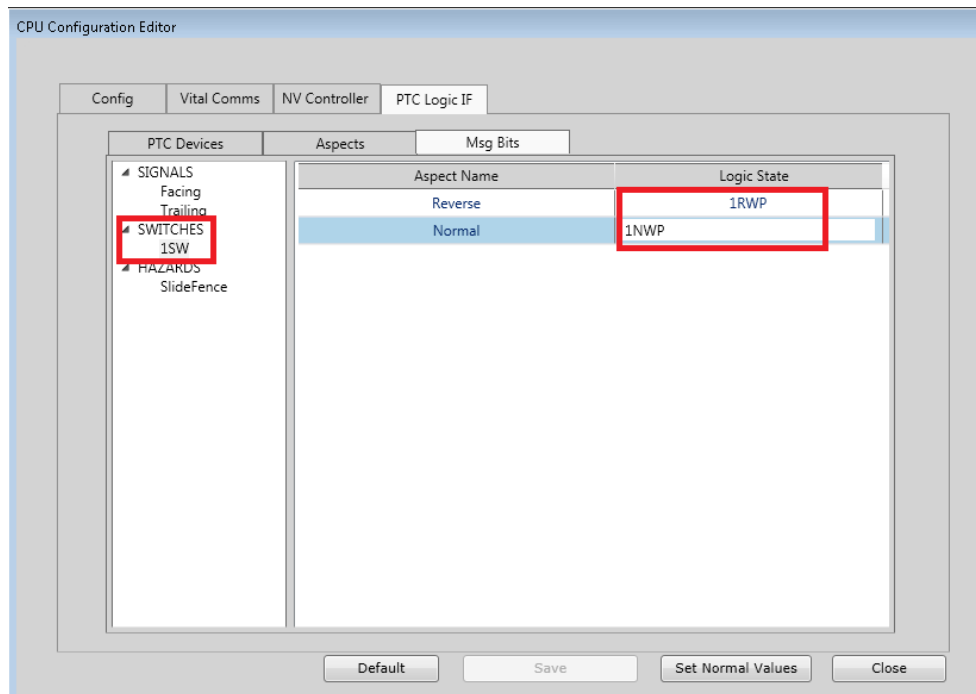 CPU Configuration Editor
Config Vital Comms NV Controller PTC Logic IF
PTC Devices Aspects Msg Bits
SIGNALS
Facing
Trailing
SWITCHES
1SW
HAZARDS
SlideFence
Aspect Name Logic State
Reverse 1RWP
Normal 1NWP
Default Save Set Normal Values Close